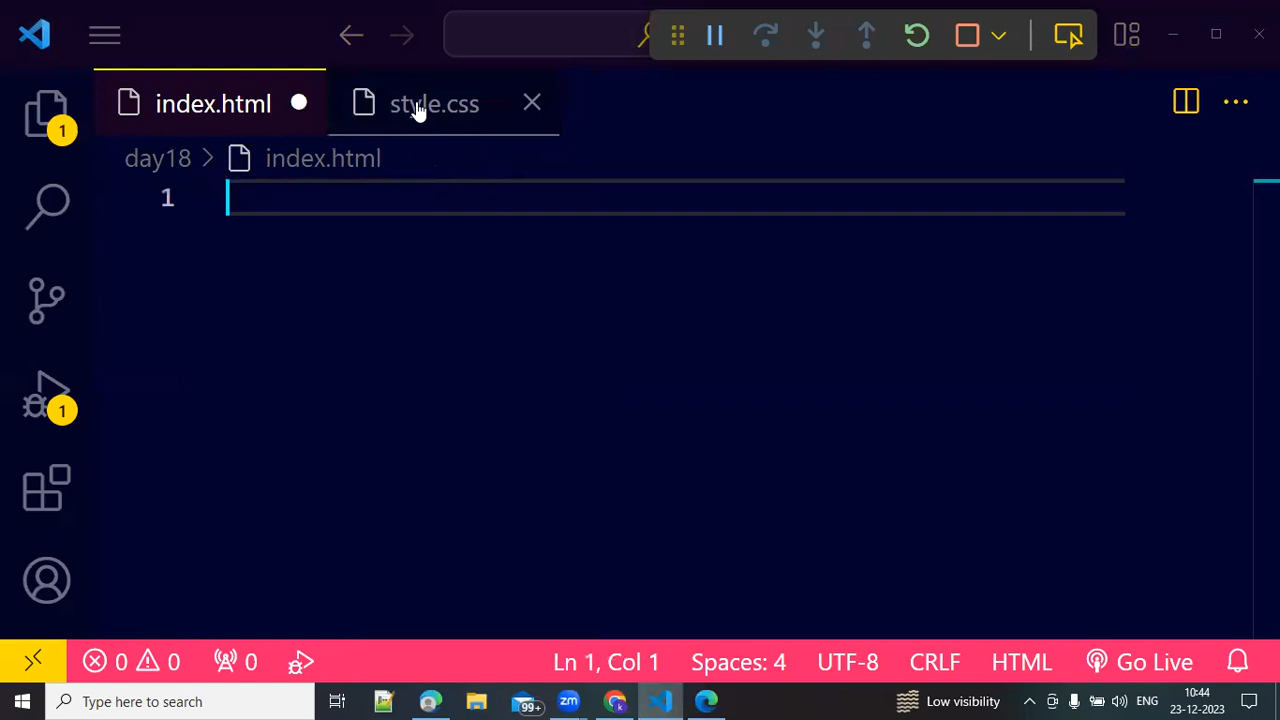 index.html style.css
day18 > index.html
1
1
1
0 0 0 Ln 1, Col 1 Spaces: 4 UTF-8 CRLF HTML Go Live
Type here to search 99+ zm Low visibility ENG 10:44
23-12-2023